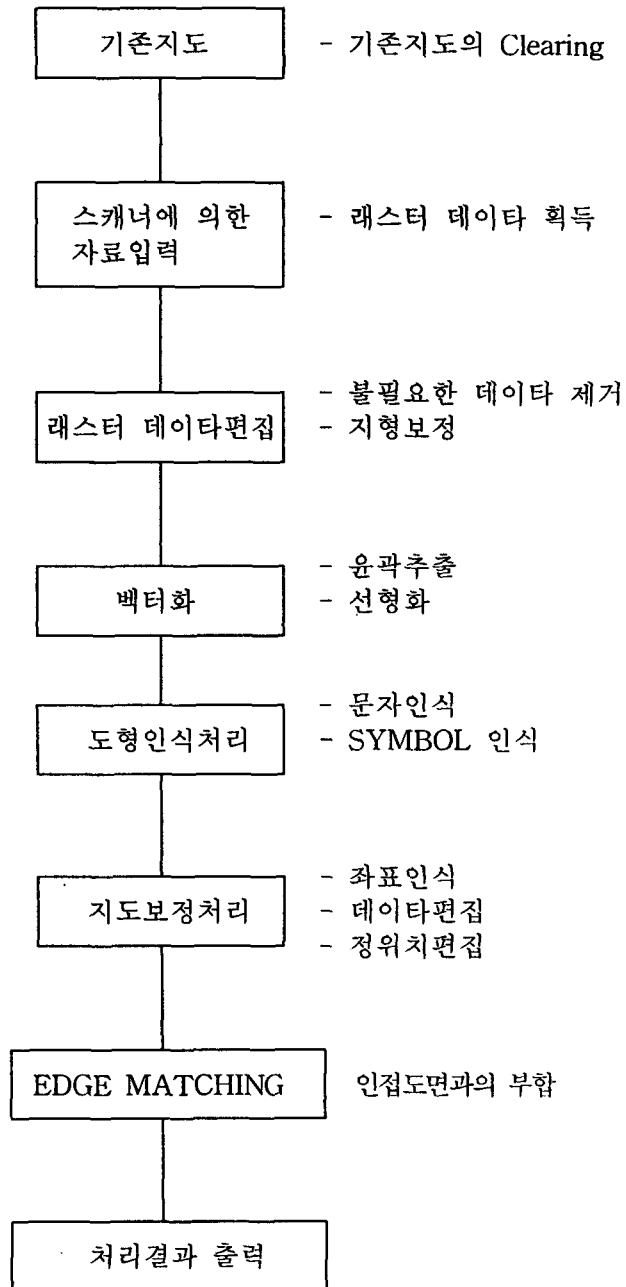 기존지도
- 기존지도의 Clearing
스캐너에 의한
자료입력
- 래스터 데이타 획득
래스터 데이타편집
- 불필요한 데이타 제거
- 지형보정
벡터화
- 윤곽추출
- 선형화
도형인식처리
- 문자인식
- SYMBOL 인식
지도보정처리
- 좌표인식
- 데이타편집
- 정위치편집
EDGE MATCHING
인접도면과의 부합
처리결과 출력